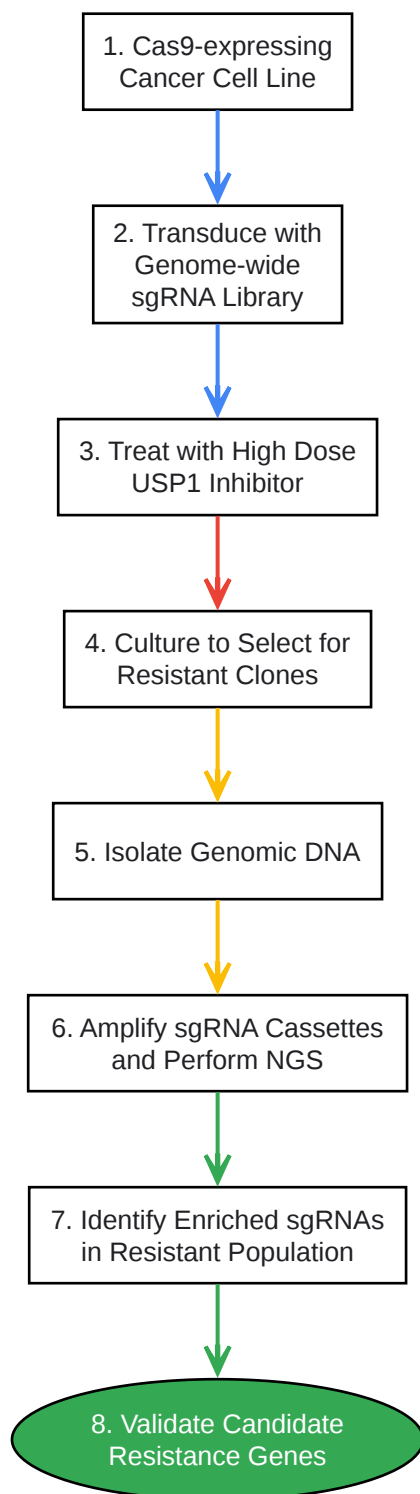 1. Cas9-expressing
Cancer Cell Line
2. Transduce with
Genome-wide
sgRNA Library
3. Treat with High Dose
USP1 Inhibitor
4. Culture to Select for
Resistant Clones
5. Isolate Genomic DNA
6. Amplify sgRNA Cassettes
and Perform NGS
7. Identify Enriched sgRNAs
in Resistant Population
8. Validate Candidate
Resistance Genes